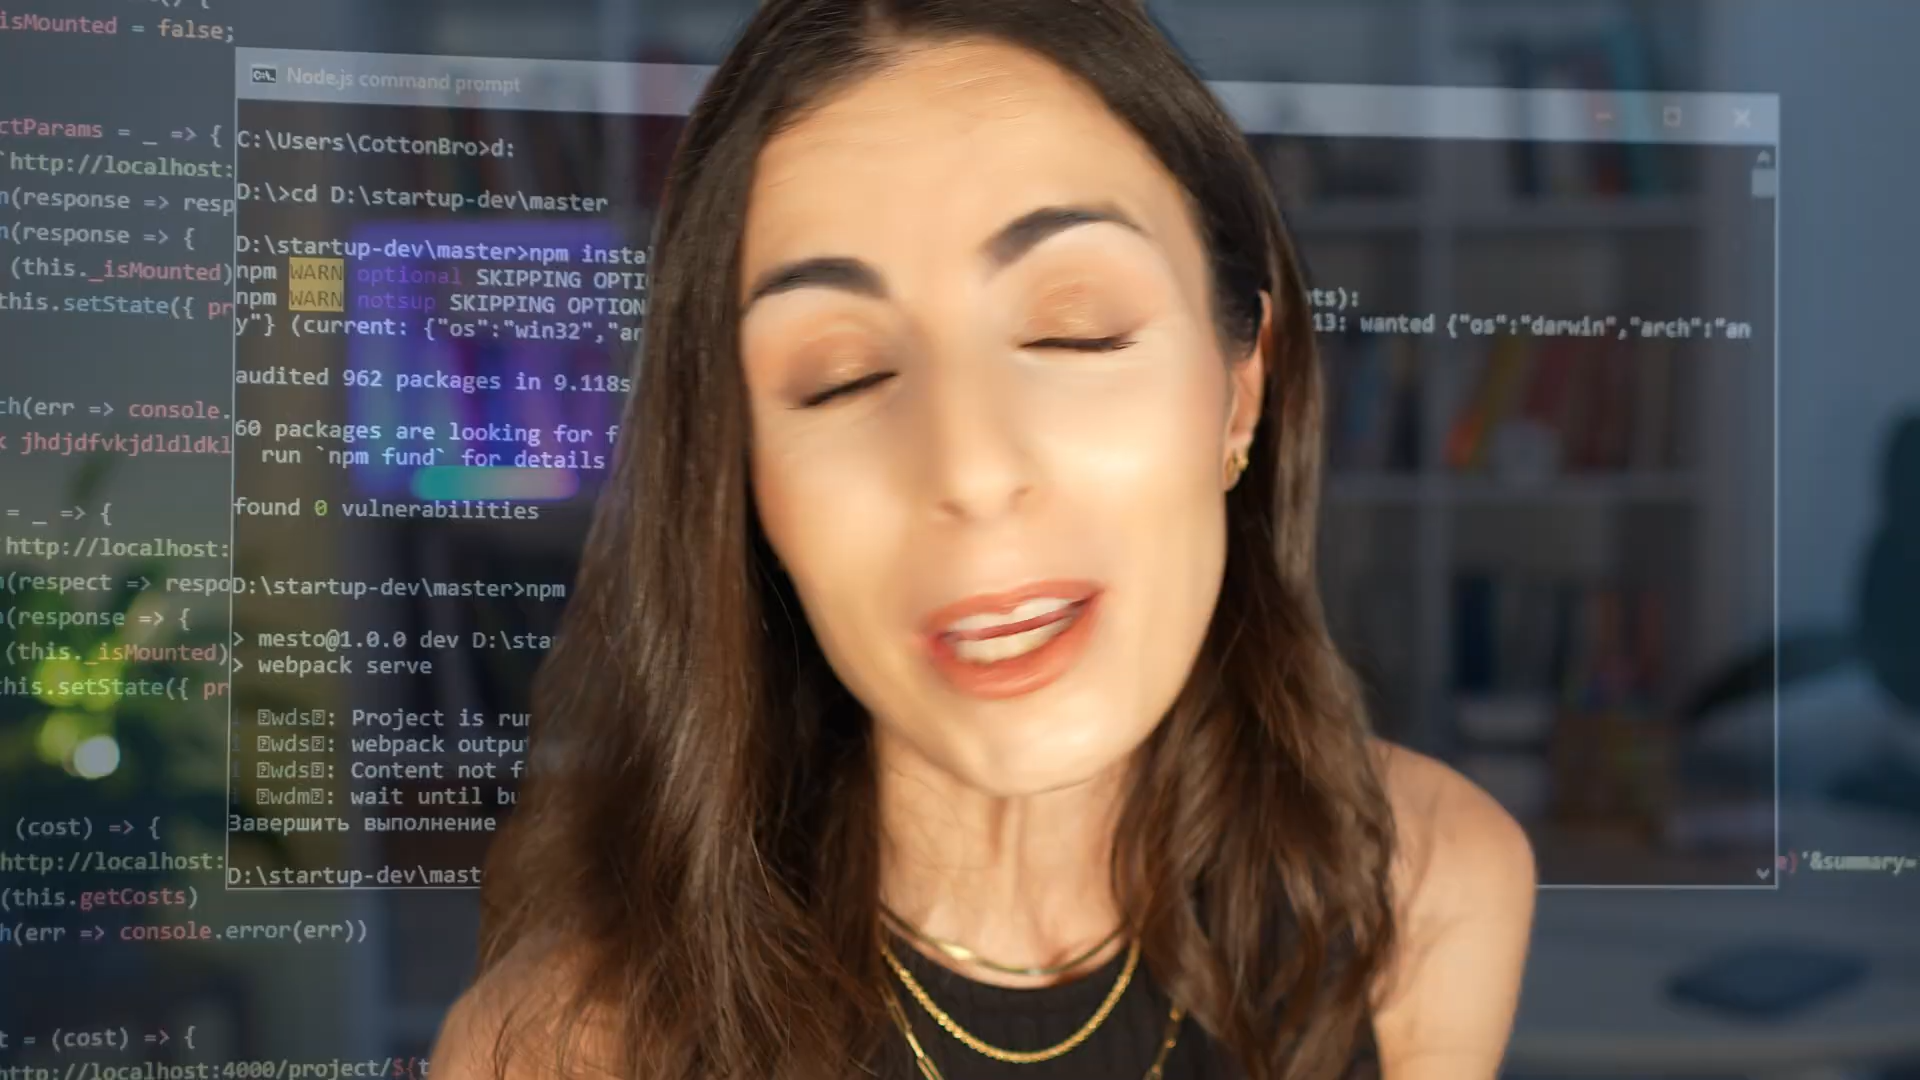 isMounted = false;
ctParams = _ => {
`http://localhost:
(response => resp
(response => {
(this._isMounted)
this.setState({ pr
ch(err => console.
jhdjdfvkjdldldkl
= _ => {
http://localhost:
(respect => respo
(response => {
(this._isMounted)
his.setState({ pr
(cost) => {
http://localhost:
(this.getCosts)
h(err => console.error(err))
t = (cost) => {
http://localhost:4000/project/${t
Node.js command prompt
C:\Users\CottonBro>d:
D:\>cd D:\startup-dev\master
D:\startup-dev\master>npm instal
npm WARN optional SKIPPING OPTI
ts):
npm WARN notsup SKIPPING OPTION
13: wanted {"os":"darwin","arch":"an
y"} (current: {"os":"win32","ar
audited 962 packages in 9.118s
60 packages are looking for f
run `npm fund` for details
found 0 vulnerabilities
D:\startup-dev\master>npm
> mesto@1.0.0 dev D:\star
> webpack serve
wds: Project is run
wds: webpack output
wds: Content not f
wdm: wait until bu
Завершить выполнение
D:\startup-dev\mast
'&summary=